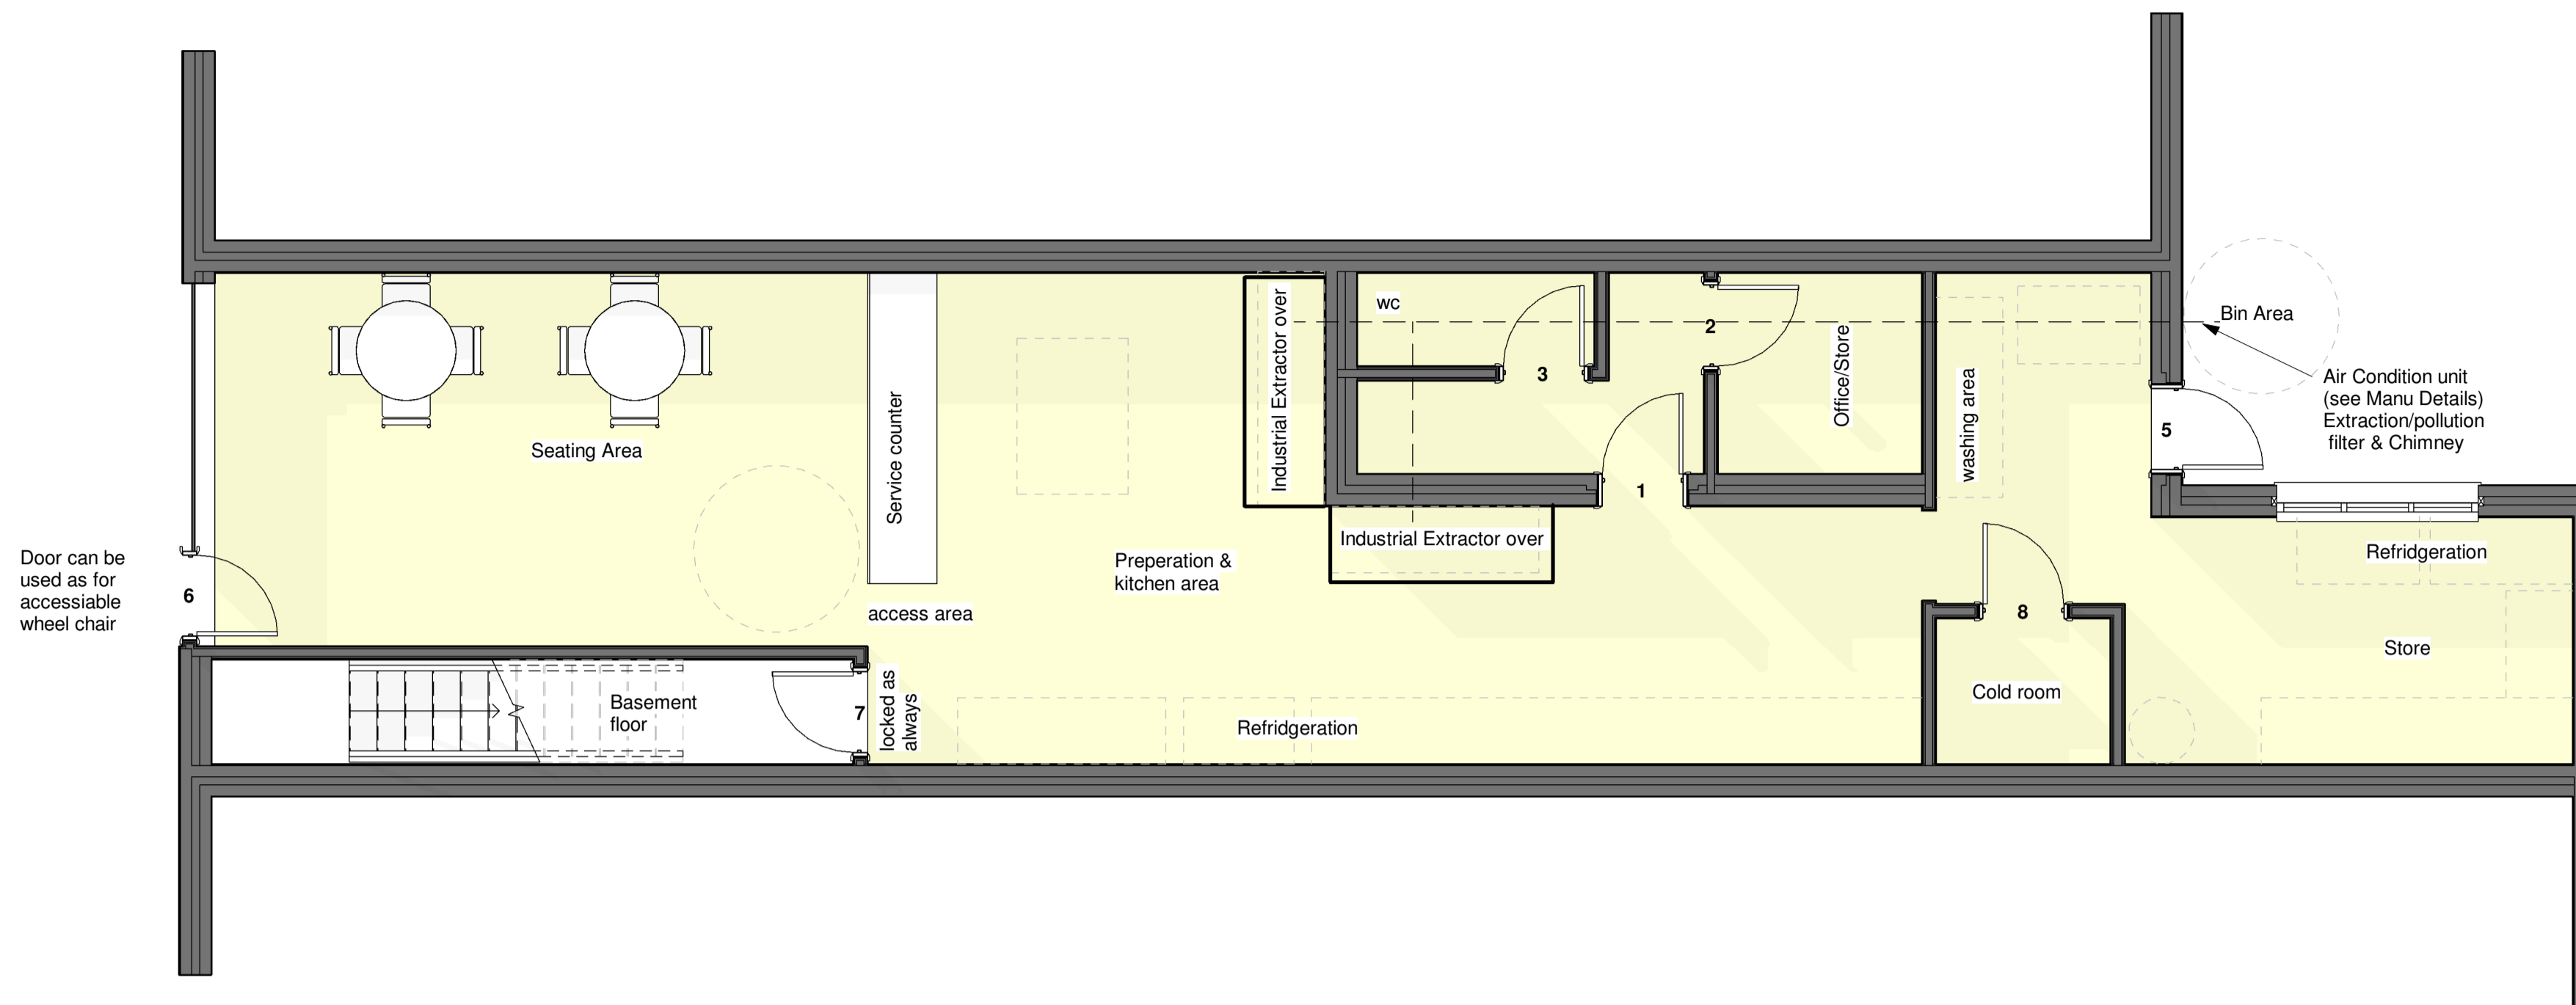 Door can be
used as for
accessiable
wheel chair
6
Seating Area
Service counter
access area
Basement
floor
7
locked as
always
Preperation &
kitchen area
Refridgeration
Industrial Extractor over
Industrial Extractor over
wc
3
1
2
Office/Store
washing area
5
8
Cold room
Bin Area
Air Condition unit
(see Manu Details)
Extraction/pollution
filter & Chimney
Refridgeration
Store